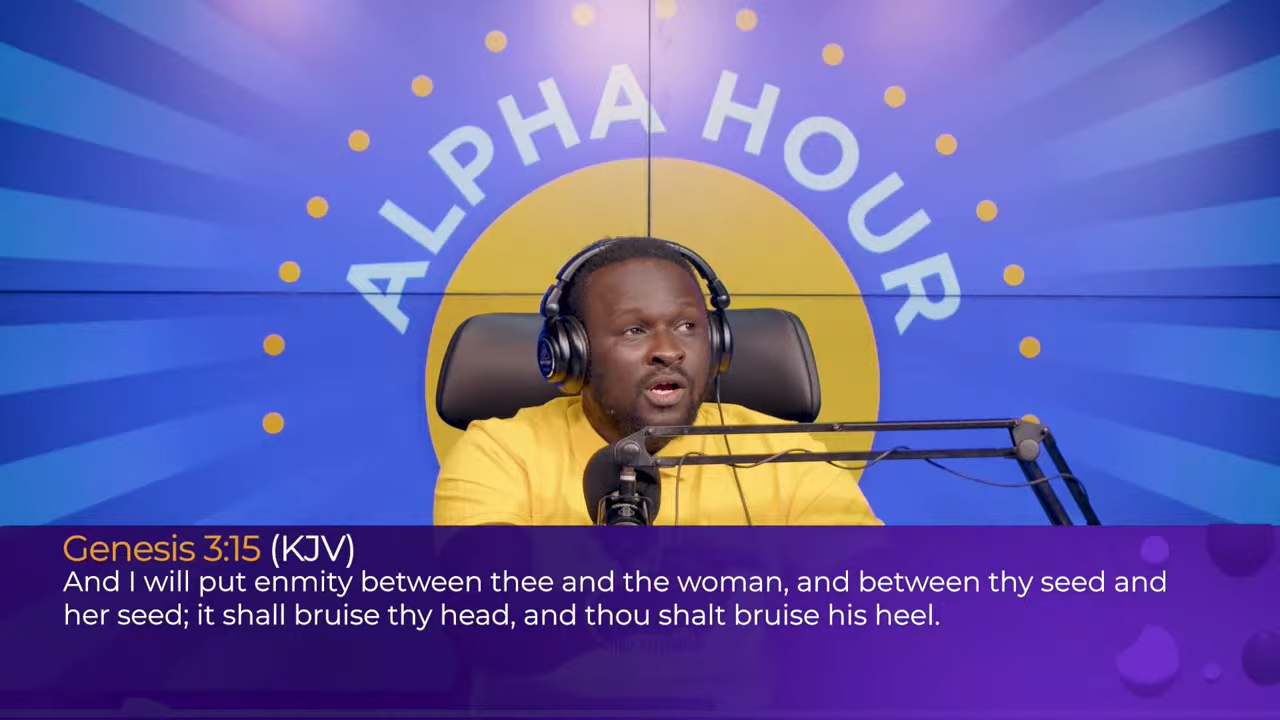 ALPHA HOUR
Genesis 3:15 (KJV)
And I will put enmity between thee and the woman, and between thy seed and
her seed; it shall bruise thy head, and thou shalt bruise his heel.